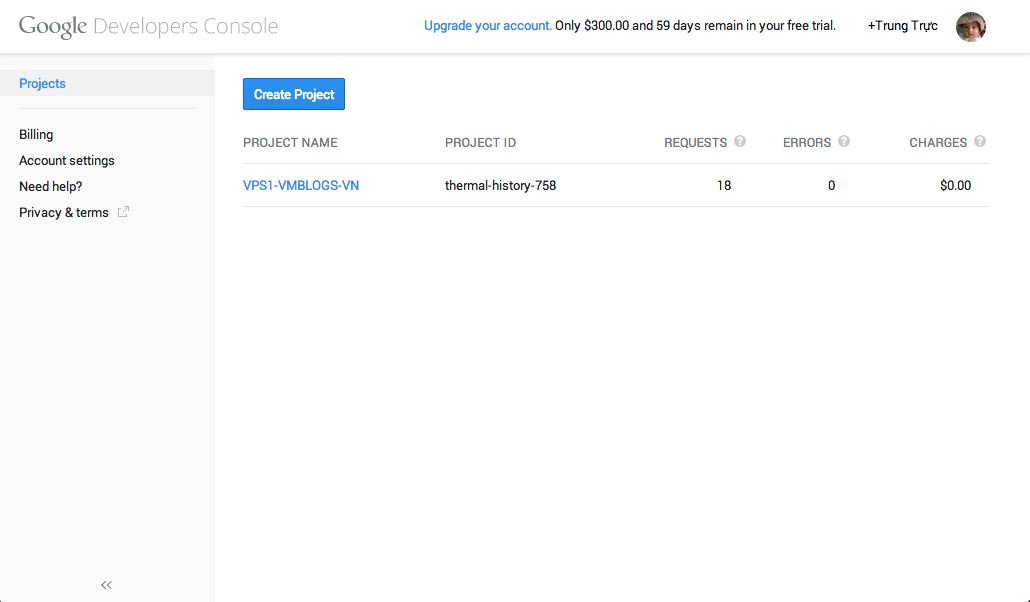 Google Developers Console
Upgrade your account. Only $300.00 and 59 days remain in your free trial.
+Trung Trực
Projects
Billing
Account settings
Need help?
Privacy & terms
Create Project
PROJECT NAME PROJECT ID REQUESTS ? ERRORS ? CHARGES ?
VPS1-VMBLOGS-VN thermal-history-758 18 0 $0.00